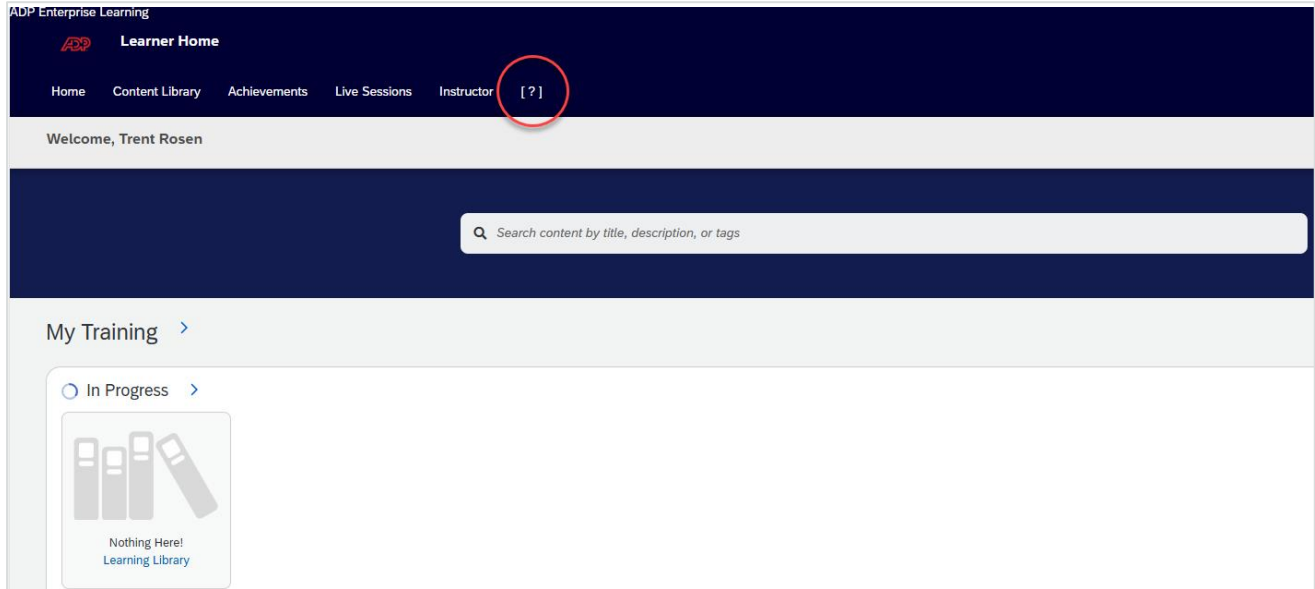 ADP Enterprise Learning
ADP Learner Home
Home Content Library Achievements Live Sessions Instructor [ ? ]
Welcome, Trent Rosen
Search content by title, description, or tags
My Training
In Progress
Nothing Here!
Learning Library